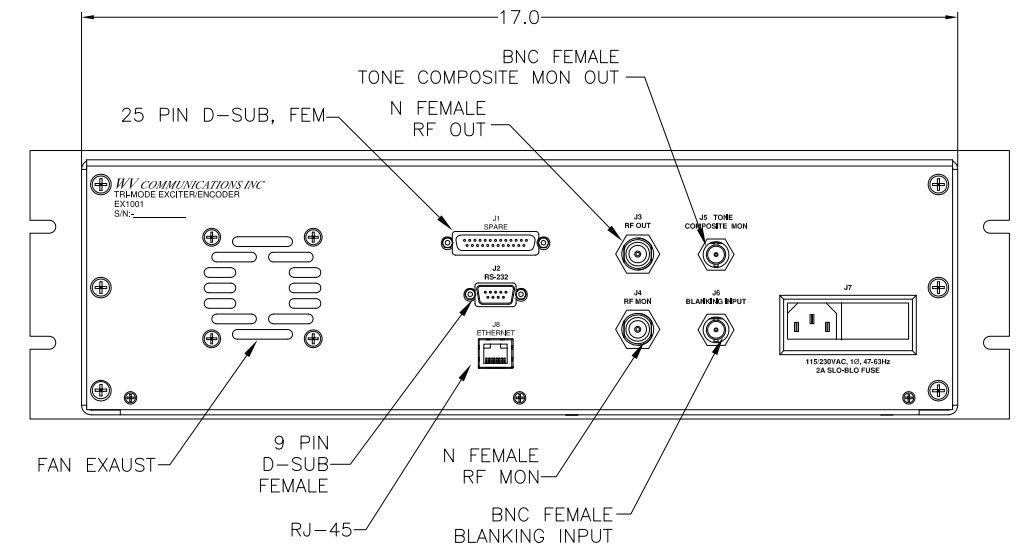 17.0
BNC FEMALE
TONE COMPOSITE MON OUT
N FEMALE
RF OUT
25 PIN D-SUB, FEM
WV COMMUNICATIONS INC
TRI-MODE EXCITER/ENCODER
EX1001
S/N:-
J1
SPARE
J3
RF OUT
J5 TONE
COMPOSITE MON
J2
RS-232
J4
RF MON
J6
BLANKING INPUT
J7
J8
ETHERNET
115/230VAC, 1Ø, 47-63Hz
2A SLO-BLO FUSE
FAN EXAUST
9 PIN
D-SUB
FEMALE
RJ-45
N FEMALE
RF MON
BNC FEMALE
BLANKING INPUT